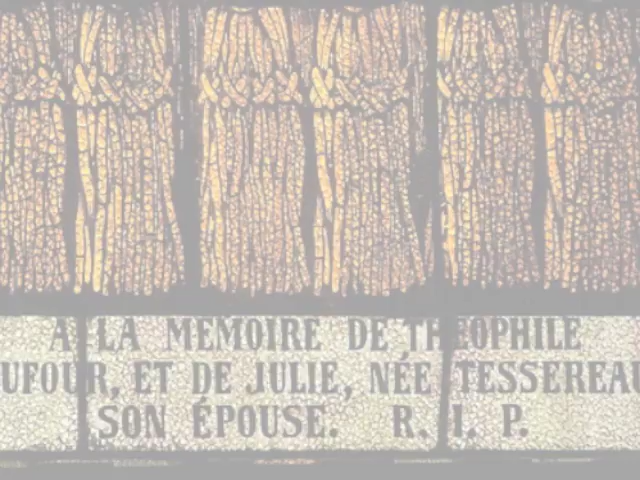 A LA MEMOIRE DE THEOPHILE
UFOUR, ET DE JULIE, NÉE TESSEREAU
SON ÉPOUSE. R. I. P.